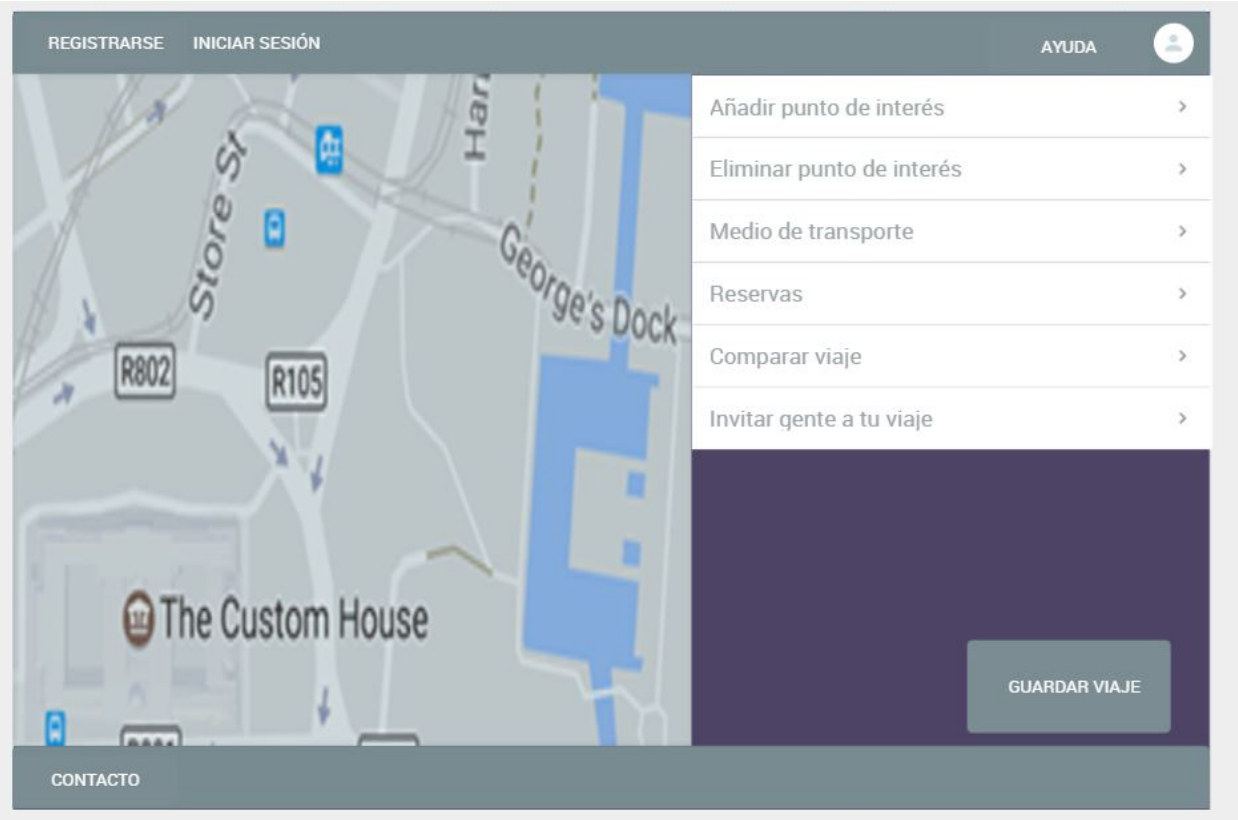 REGISTRARSE INICIAR SESIÓN AYUDA
Añadir punto de interés
Eliminar punto de interés
Medio de transporte
Reservas
Comparar viaje
Invitar gente a tu viaje
GUARDAR VIAJE
Store St
Har
George's Dock
R802
R105
The Custom House
CONTACTO